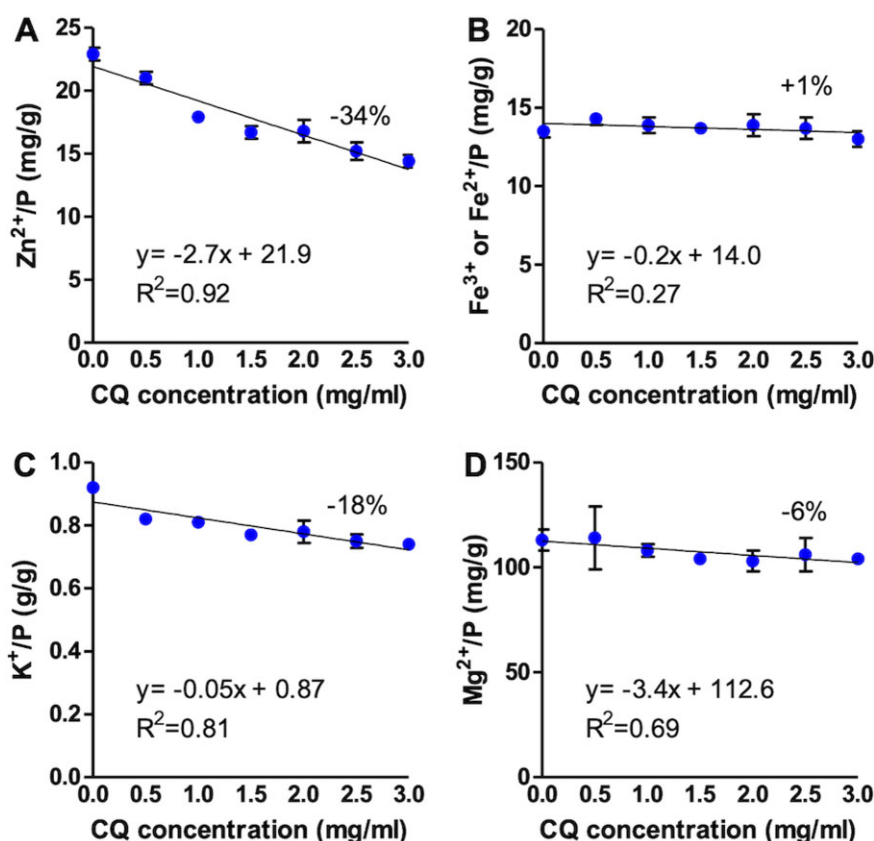 A
Zn²⁺/P (mg/g)
25
20
15
10
5
0
-34%
y= -2.7x + 21.9
R²=0.92
0.0 0.5 1.0 1.5 2.0 2.5 3.0
CQ concentration (mg/ml)
B
Fe³⁺ or Fe²⁺/P (mg/g)
20
15
10
5
0
+1%
y= -0.2x + 14.0
R²=0.27
0.0 0.5 1.0 1.5 2.0 2.5 3.0
CQ concentration (mg/ml)
C
K⁺/P (g/g)
1.0
0.8
0.6
0.4
0.2
0.0
-18%
y= -0.05x + 0.87
R²=0.81
0.0 0.5 1.0 1.5 2.0 2.5 3.0
CQ concentration (mg/ml)
D
Mg²⁺/P (mg/g)
150
100
50
0
-6%
y= -3.4x + 112.6
R²=0.69
0.0 0.5 1.0 1.5 2.0 2.5 3.0
CQ concentration (mg/ml)